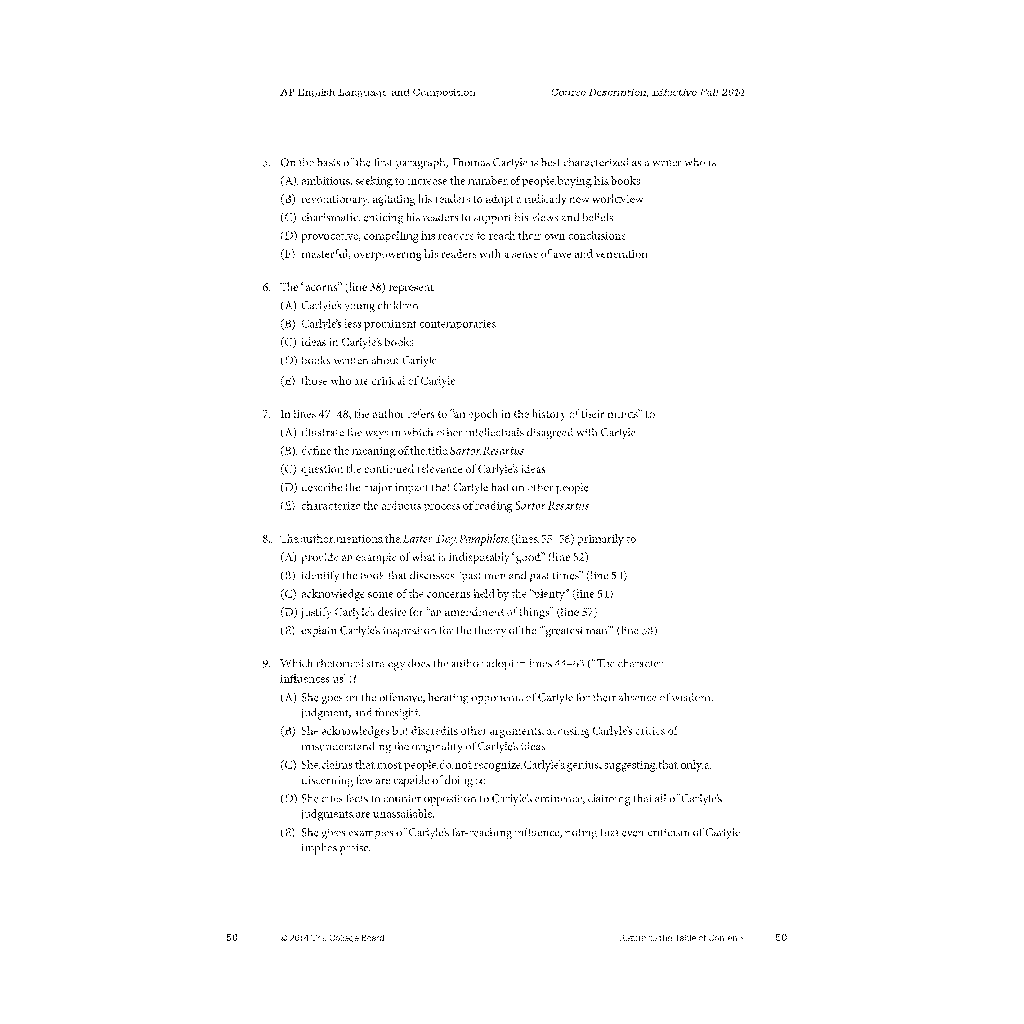 AP English Language and Composition
Course Description, Effective Fall 2014
5. On the basis of the first paragraph, Thomas Carlyle is best characterized as a writer who is
(A) ambitious, seeking to increase the number of people buying his books
(B) revolutionary, agitating his readers to adopt a radically new worldview
(C) charismatic, enticing his readers to support his views and beliefs
(D) provocative, compelling his readers to reach their own conclusions
(E) masterful, overpowering his readers with a sense of awe and veneration
6. The “acorns” (line 38) represent
(A) Carlyle’s young children
(B) Carlyle’s less prominent contemporaries
(C) ideas in Carlyle’s books
(D) books written about Carlyle
(E) those who are critical of Carlyle
7. In lines 47–48, the author refers to “an epoch in the history of their minds” to
(A) illustrate the ways in which other intellectuals disagreed with Carlyle
(B) define the meaning of the title Sartor Resartus
(C) question the continued relevance of Carlyle’s ideas
(D) describe the major impact that Carlyle had on other people
(E) characterize the arduous process of reading Sartor Resartus
8. The author mentions the Latter-Day Pamphlets (lines 55–56) primarily to
(A) provide an example of what is indisputably “good” (line 52)
(B) identify the book that discusses “past men and past times” (line 54)
(C) acknowledge some of the concerns held by the “plenty” (line 51)
(D) justify Carlyle’s desire for “an amendment of things” (line 57)
(E) explain Carlyle’s inspiration for the theory of the “‘greatest man’” (line 58)
9. Which rhetorical strategy does the author adopt in lines (“The character
influences us”)?
(A) She goes on the offensive, berating opponents of Carlyle for their absence of wisdom,
judgment, and foresight.
(B) She acknowledges but discredits other arguments, accusing Carlyle’s critics of
misunderstanding the originality of Carlyle’s ideas.
(C) She claims that most people do not recognize Carlyle’s genius, suggesting that only a
discerning few are capable of doing so.
(D) She cites facts to counter opposition to Carlyle’s eminence, claiming that all of Carlyle’s
judgments are unassailable.
(E) She gives examples of Carlyle’s far-reaching influence, noting that even criticism of Carlyle
implies praise.
50
© 2014 The College Board
Return to the Table of Contents
50